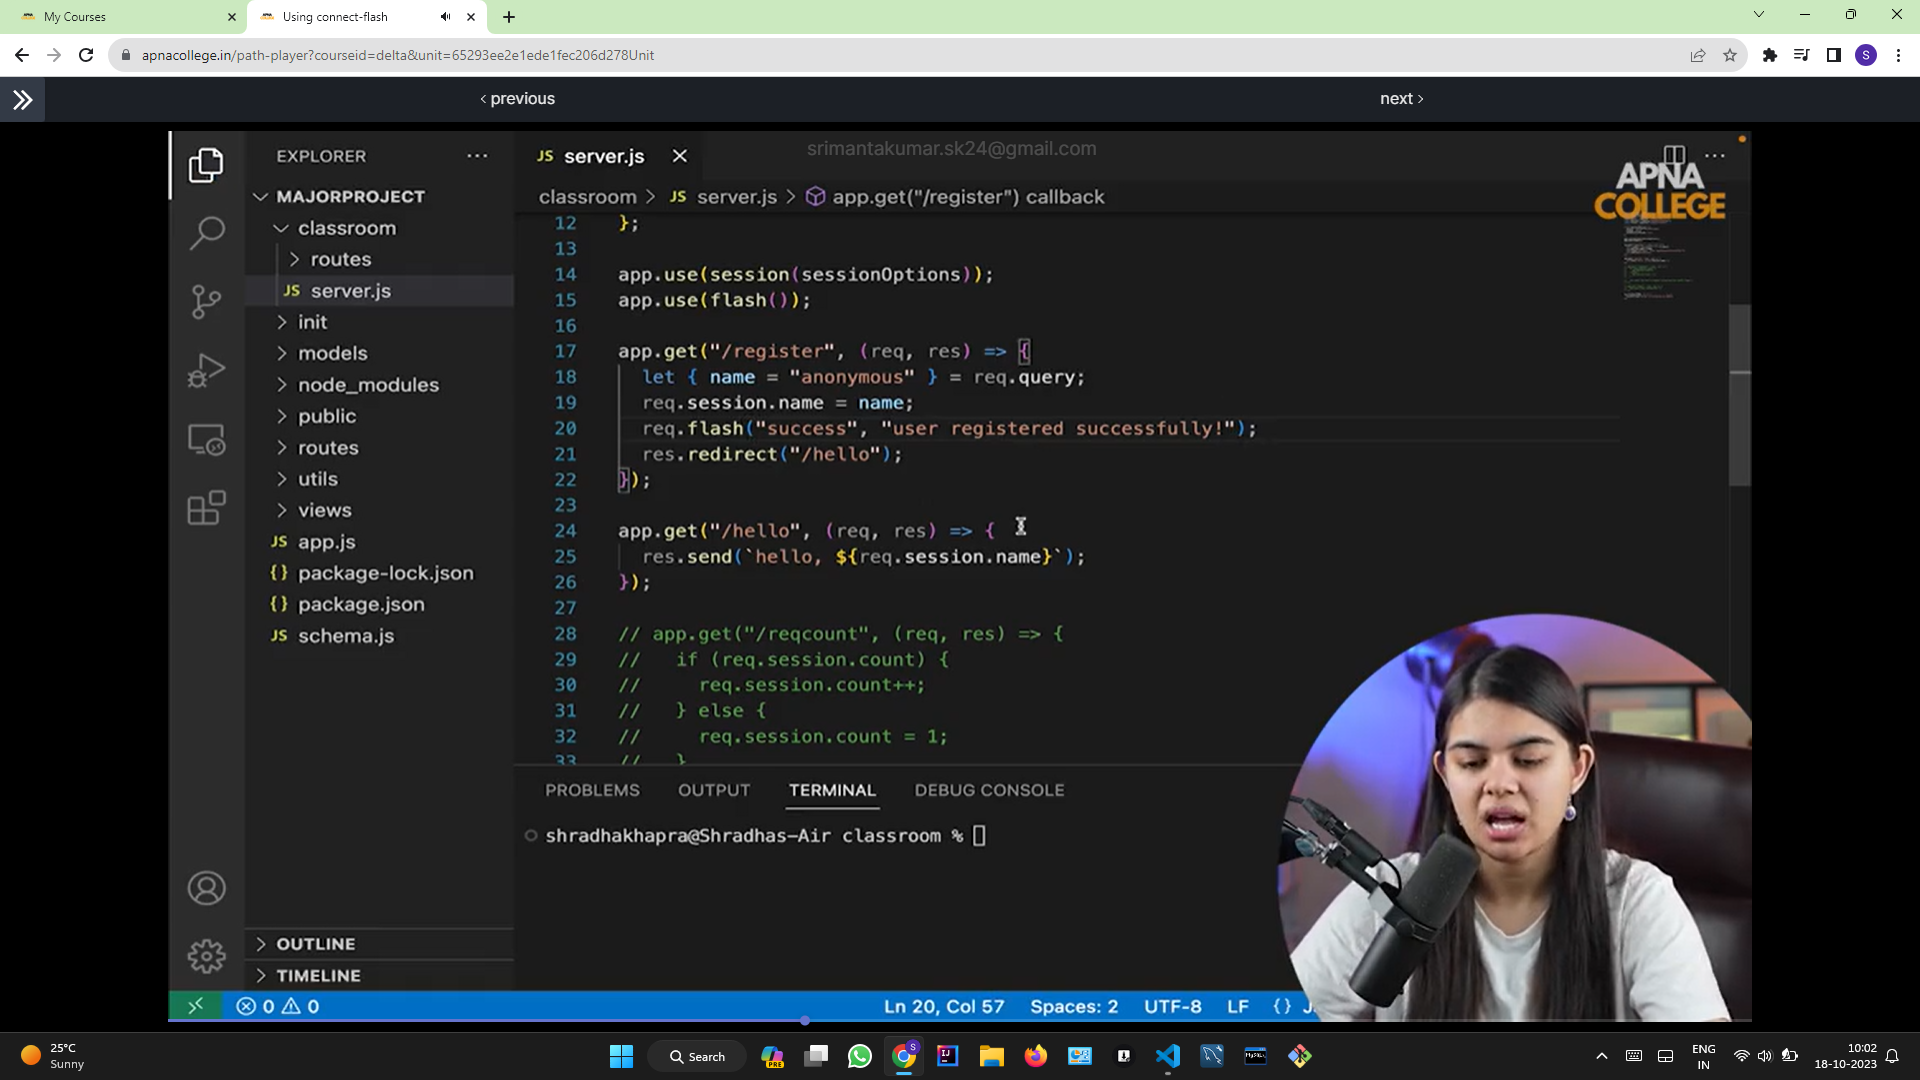 My Courses
Using connect-flash
apnacollege.in/path-player?courseid=delta&unit=65293ee2e1ede1fec206d278Unit
S
‹ previous
next ›
EXPLORER
MAJORPROJECT
classroom
routes
JS server.js
init
models
node_modules
public
routes
utils
views
JS app.js
{} package-lock.json
{} package.json
JS schema.js
OUTLINE
TIMELINE
JS server.js
srimantakumar.sk24@gmail.com
APNA
COLLEGE
classroom > JS server.js > app.get("/register") callback
12 };
13
14 app.use(session(sessionOptions));
15 app.use(flash());
16
17 app.get("/register", (req, res) => {
18 let { name = "anonymous" } = req.query;
19 req.session.name = name;
20 req.flash("success", "user registered successfully!");
21 res.redirect("/hello");
22 });
23
24 app.get("/hello", (req, res) => {
25 res.send(`hello, ${req.session.name}`);
26 });
27
28 // app.get("/reqcount", (req, res) => {
29 // if (req.session.count) {
30 // req.session.count++;
31 // } else {
32 // req.session.count = 1;
33 // }
PROBLEMS OUTPUT TERMINAL DEBUG CONSOLE
shradhakhapra@Shradhas-Air classroom %
0 0
Ln 20, Col 57 Spaces: 2 UTF-8 LF {}
25°C
Sunny
Search
PRE
S
ENG
IN
10:02
18-10-2023